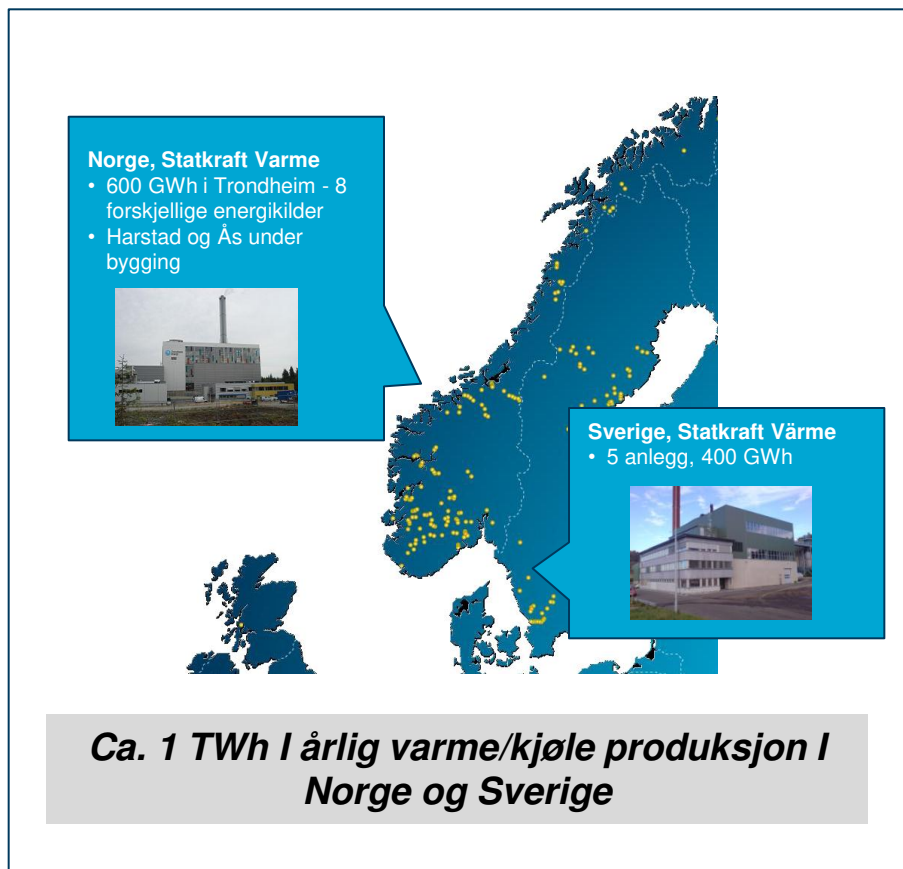 Norge, Statkraft Varme
• 600 GWh i Trondheim - 8
forskjellige energikilder
• Harstad og Ås under
bygging
Sverige, Statkraft Värme
• 5 anlegg, 400 GWh
Ca. 1 TWh I årlig varme/kjøle produksjon I
Norge og Sverige